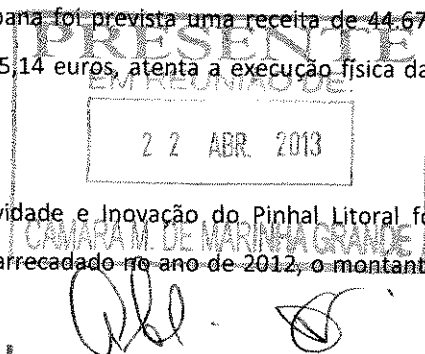 bana foi prevista uma receita de 44.67
PRESENTE
5,14 euros, atenta a execução física da
EM REUNIÃO DE
22 ABR. 2013
vidade e Inovação do Pinhal Litoral fo
CÂMARA M. DE MARINHA GRANDE
arrecadado no ano de 2012, o montant